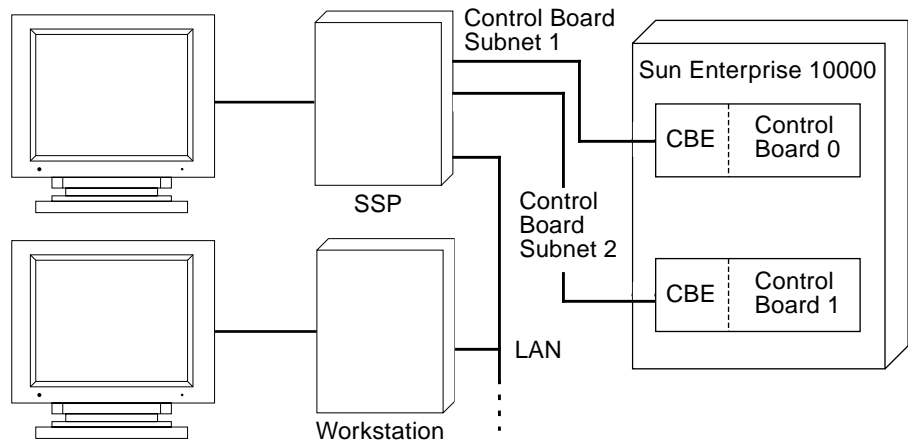 Control Board
Subnet 1
Sun Enterprise 10000
CBE
Control
Board 0
SSP
Control
Board
Subnet 2
CBE
Control
Board 1
LAN
Workstation